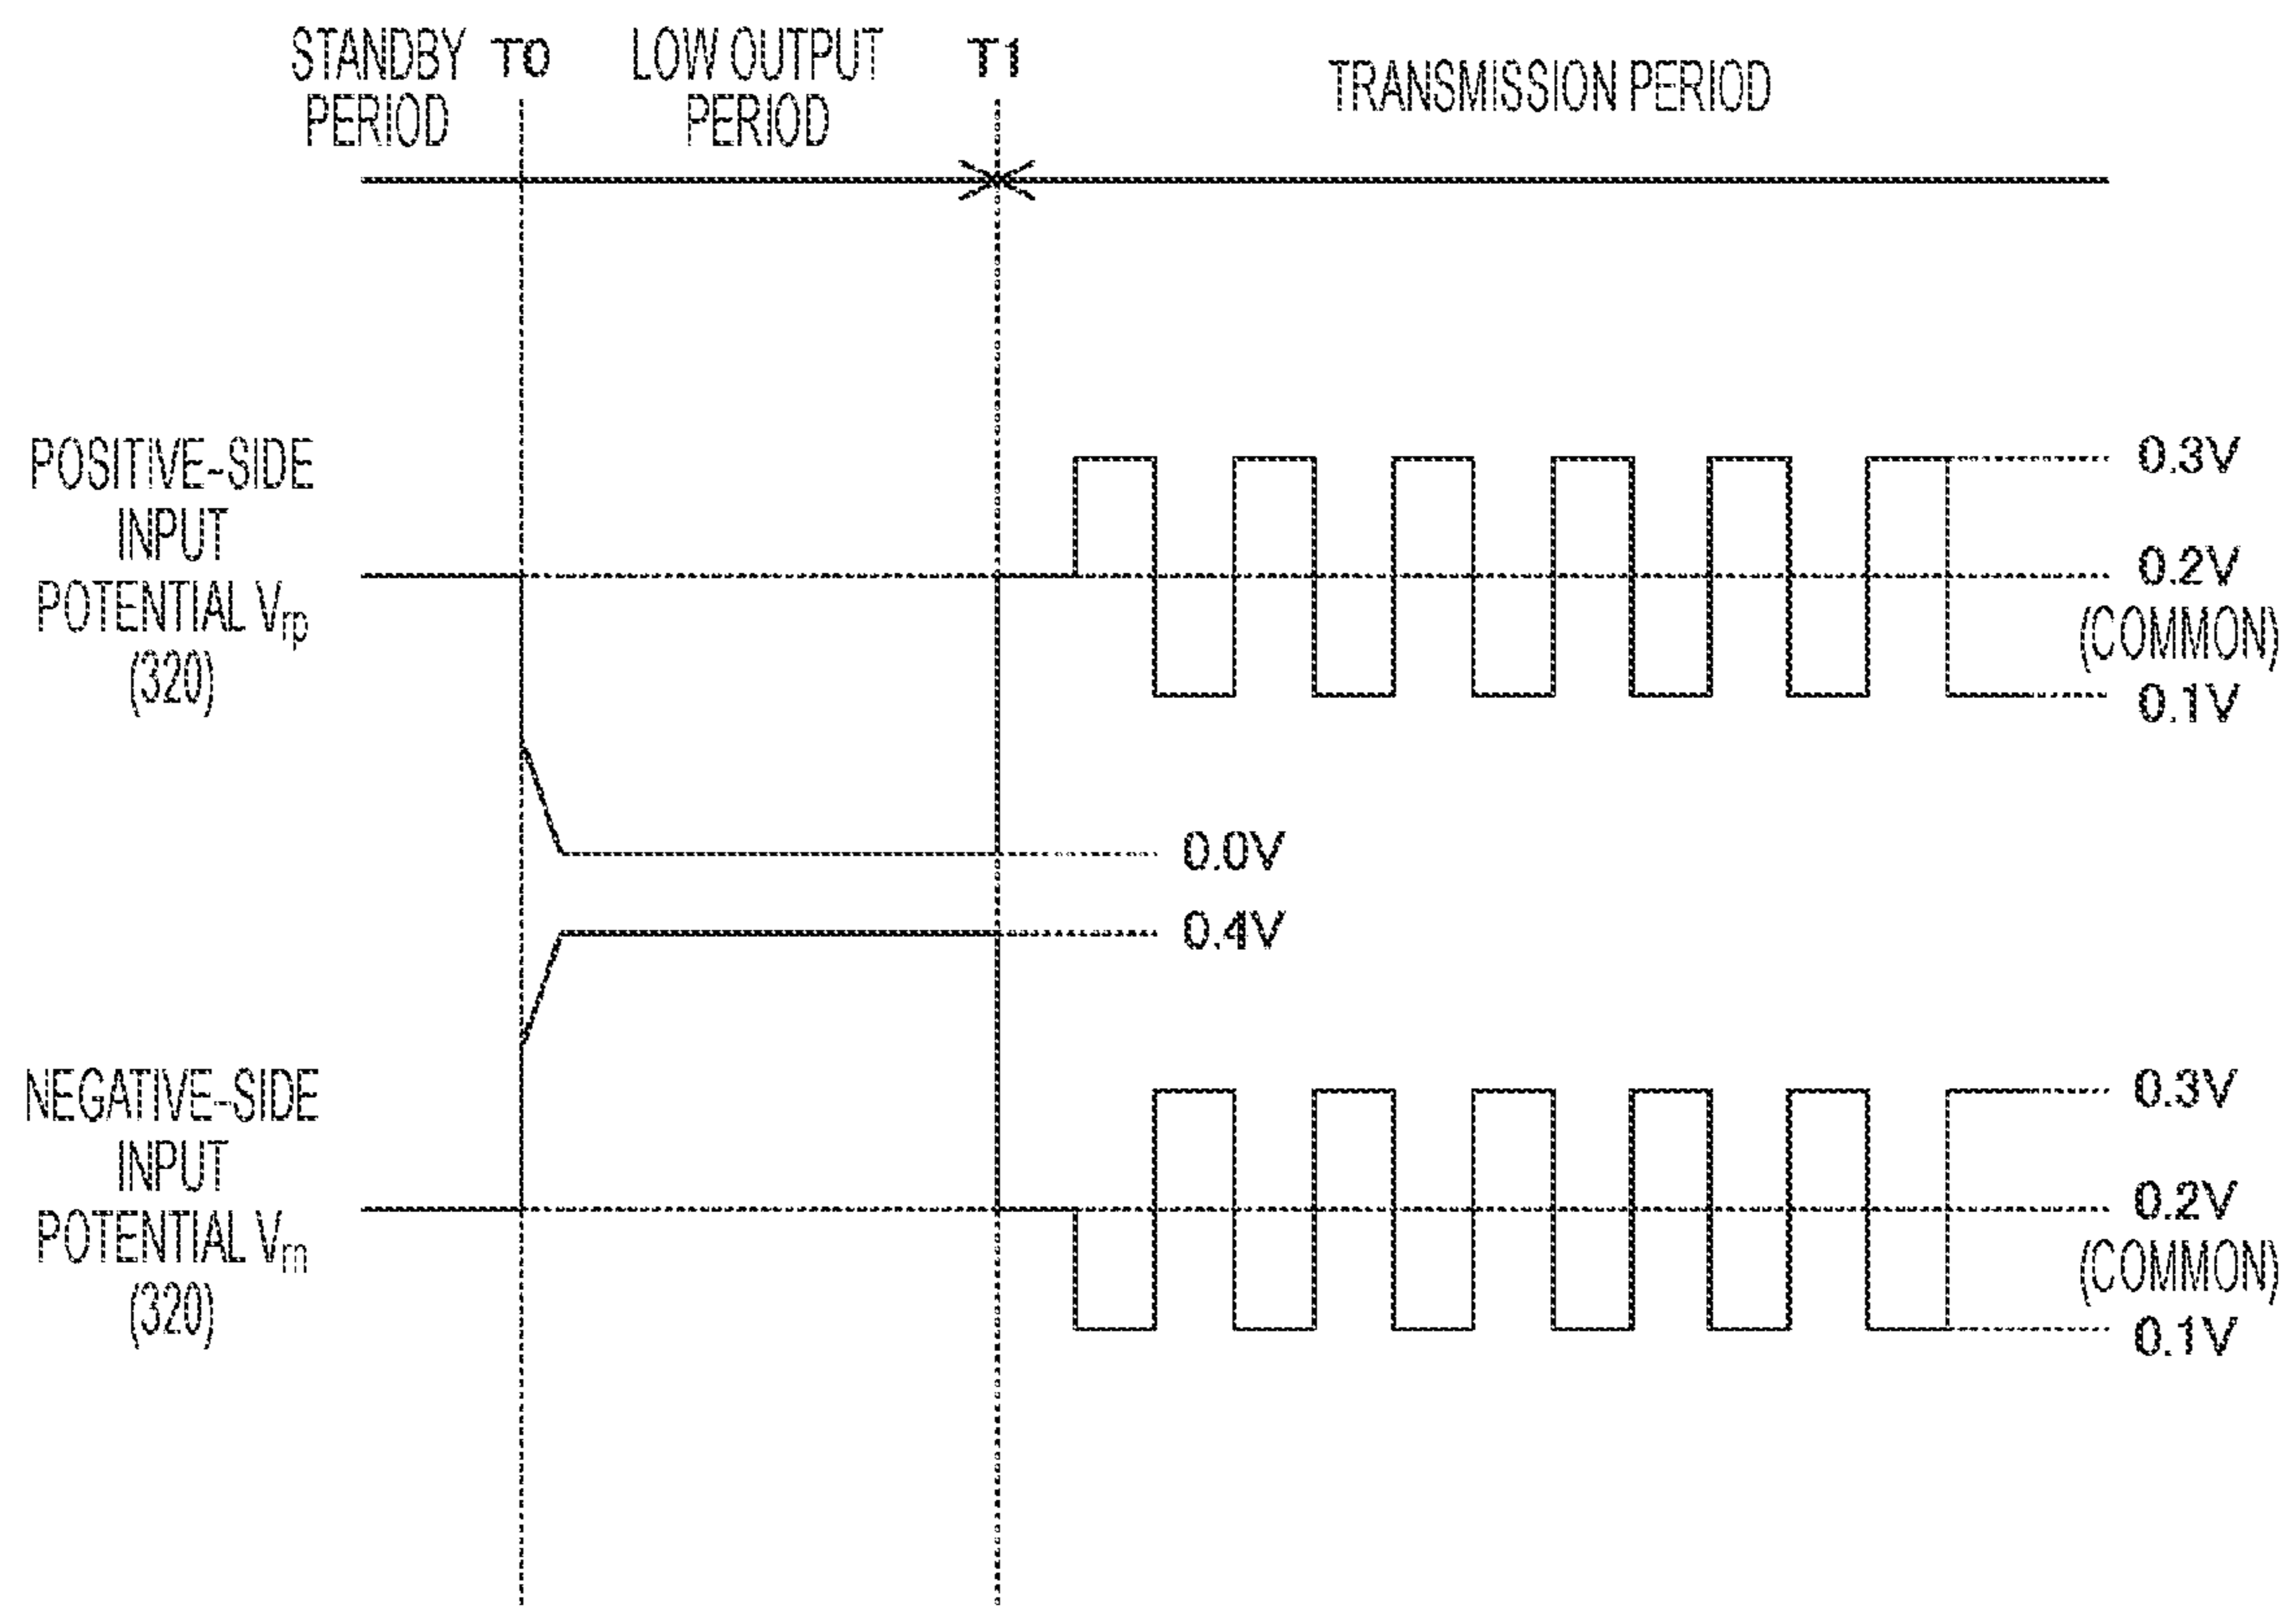 STANDBY
PERIOD
T0
LOW OUTPUT
PERIOD
T1
TRANSMISSION PERIOD
POSITIVE-SIDE
INPUT
POTENTIAL Vrp
(320)
0.3V
0.2V
(COMMON)
0.1V
0.0V
0.4V
NEGATIVE-SIDE
INPUT
POTENTIAL Vrn
(320)
0.3V
0.2V
(COMMON)
0.1V